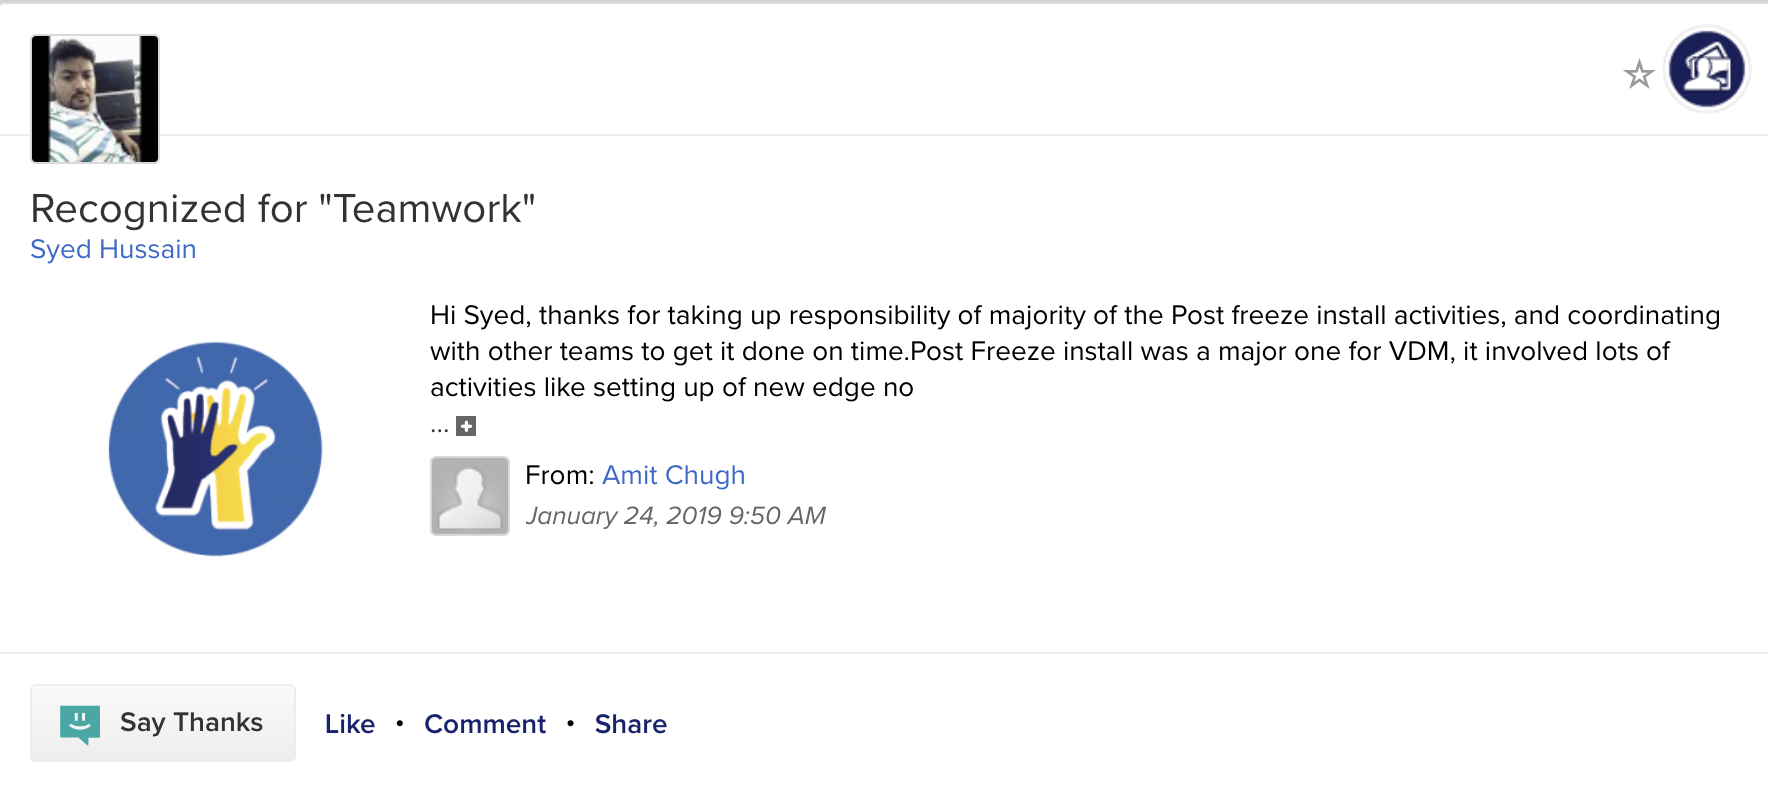 Recognized for "Teamwork"
Syed Hussain
Hi Syed, thanks for taking up responsibility of majority of the Post freeze install activities, and coordinating
with other teams to get it done on time.Post Freeze install was a major one for VDM, it involved lots of
activities like setting up of new edge no
...
From: Amit Chugh
January 24, 2019 9:50 AM
Say Thanks Like • Comment • Share